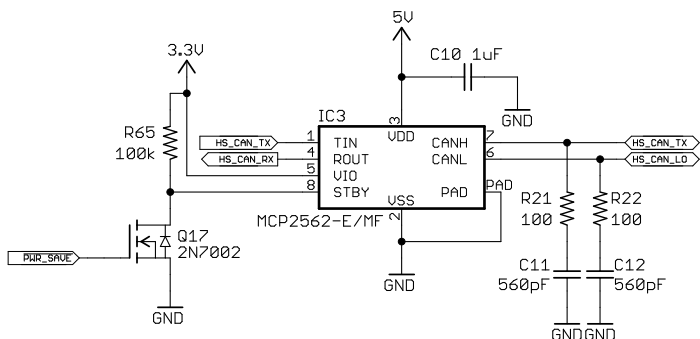 5V
3.3V
C10 1uF
GND
IC3
R65
100k
HS_CAN_TX
HS_CAN_RX
1
4
5
8
TIN
ROUT
VIO
STBY
3
VDD
VSS
2
CANH
CANL
PAD
7
6
PAD
HS_CAN_TX
HS_CAN_LO
MCP2562-E/MF
R21
100
R22
100
PWR_SAVE
Q17
2N7002
GND
GND
C11
560pF
C12
560pF
GND
GND